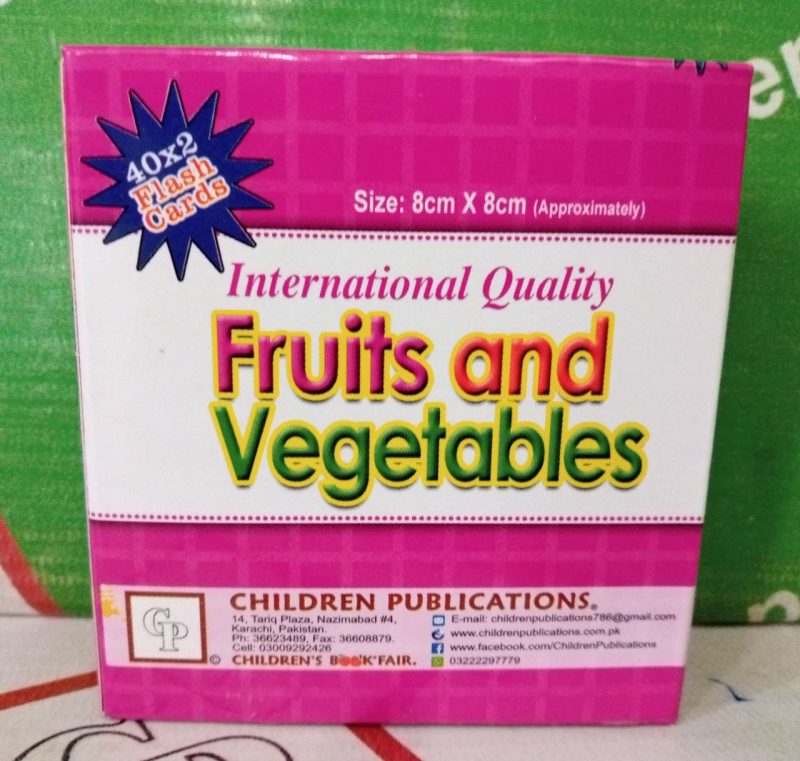 40x2
Flash
Cards
Size: 8cm X 8cm (Approximately)
International Quality
Fruits and
Vegetables
CHILDREN PUBLICATIONS®
14, Tariq Plaza, Nazimabad #4,
Karachi, Pakistan.
Ph: 36623489, Fax: 36608879.
Cell: 03009292426
© CHILDREN'S BOOK FAIR.
E-mail: childrenpublications786@gmail.com
www.childrenpublications.com.pk
www.facebook.com/ChildrenPublications
03222297779
CP